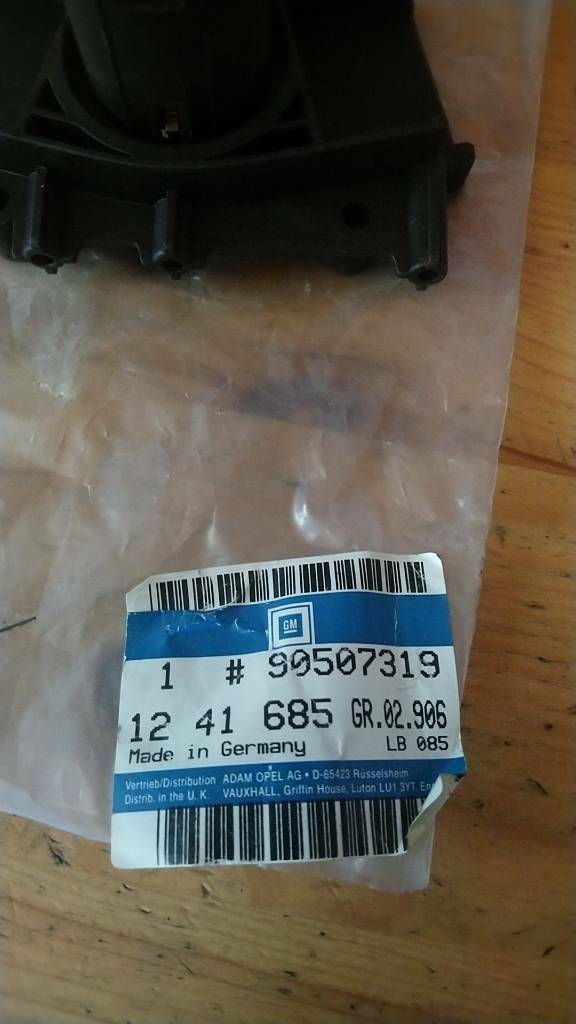 GM
1 # 90507319
12 41 685 GR.02.906
Made in Germany LB 085
Vertrieb/Distribution ADAM OPEL AG • D-65423 Rüsselsheim
Distrib. in the U. K. VAUXHALL, Griffin House, Luton LU1 3YT.